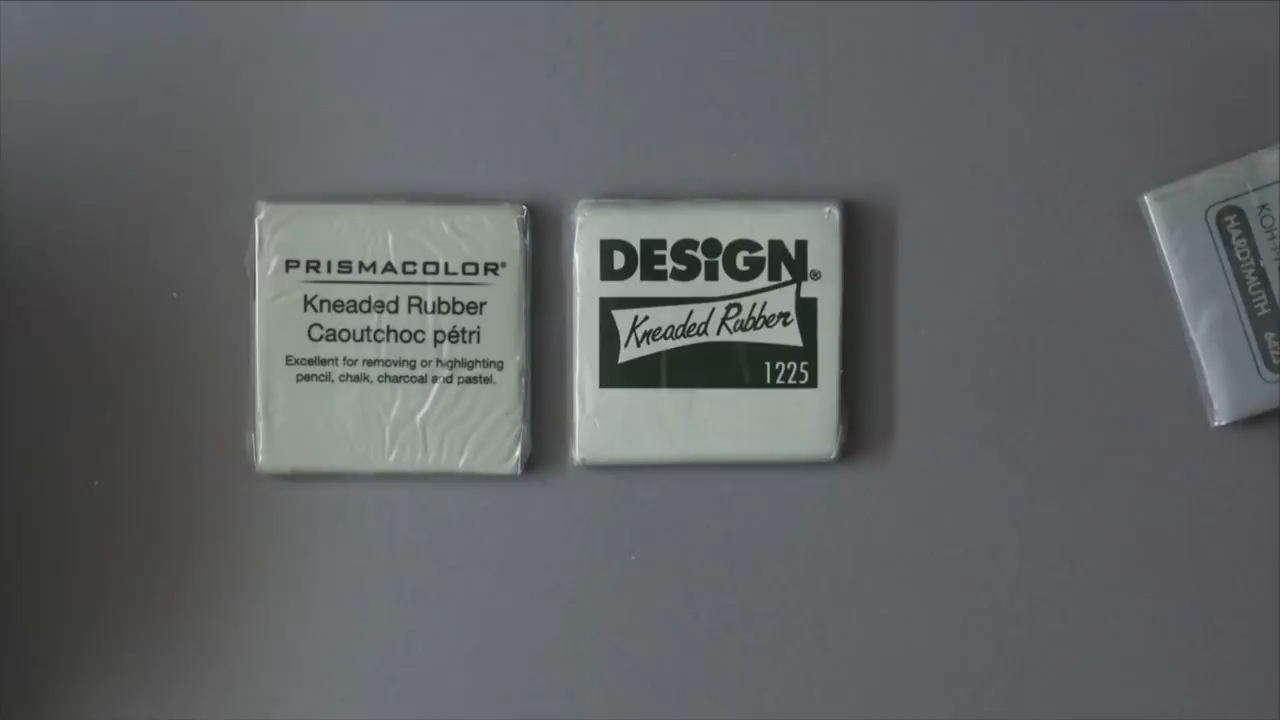 PRISMACOLOR®
Kneaded Rubber
Caoutchoc pétri
Excellent for removing or highlighting
pencil, chalk, charcoal and pastel.
DESiGN®
Kneaded Rubber
1225
HARDTMUTH